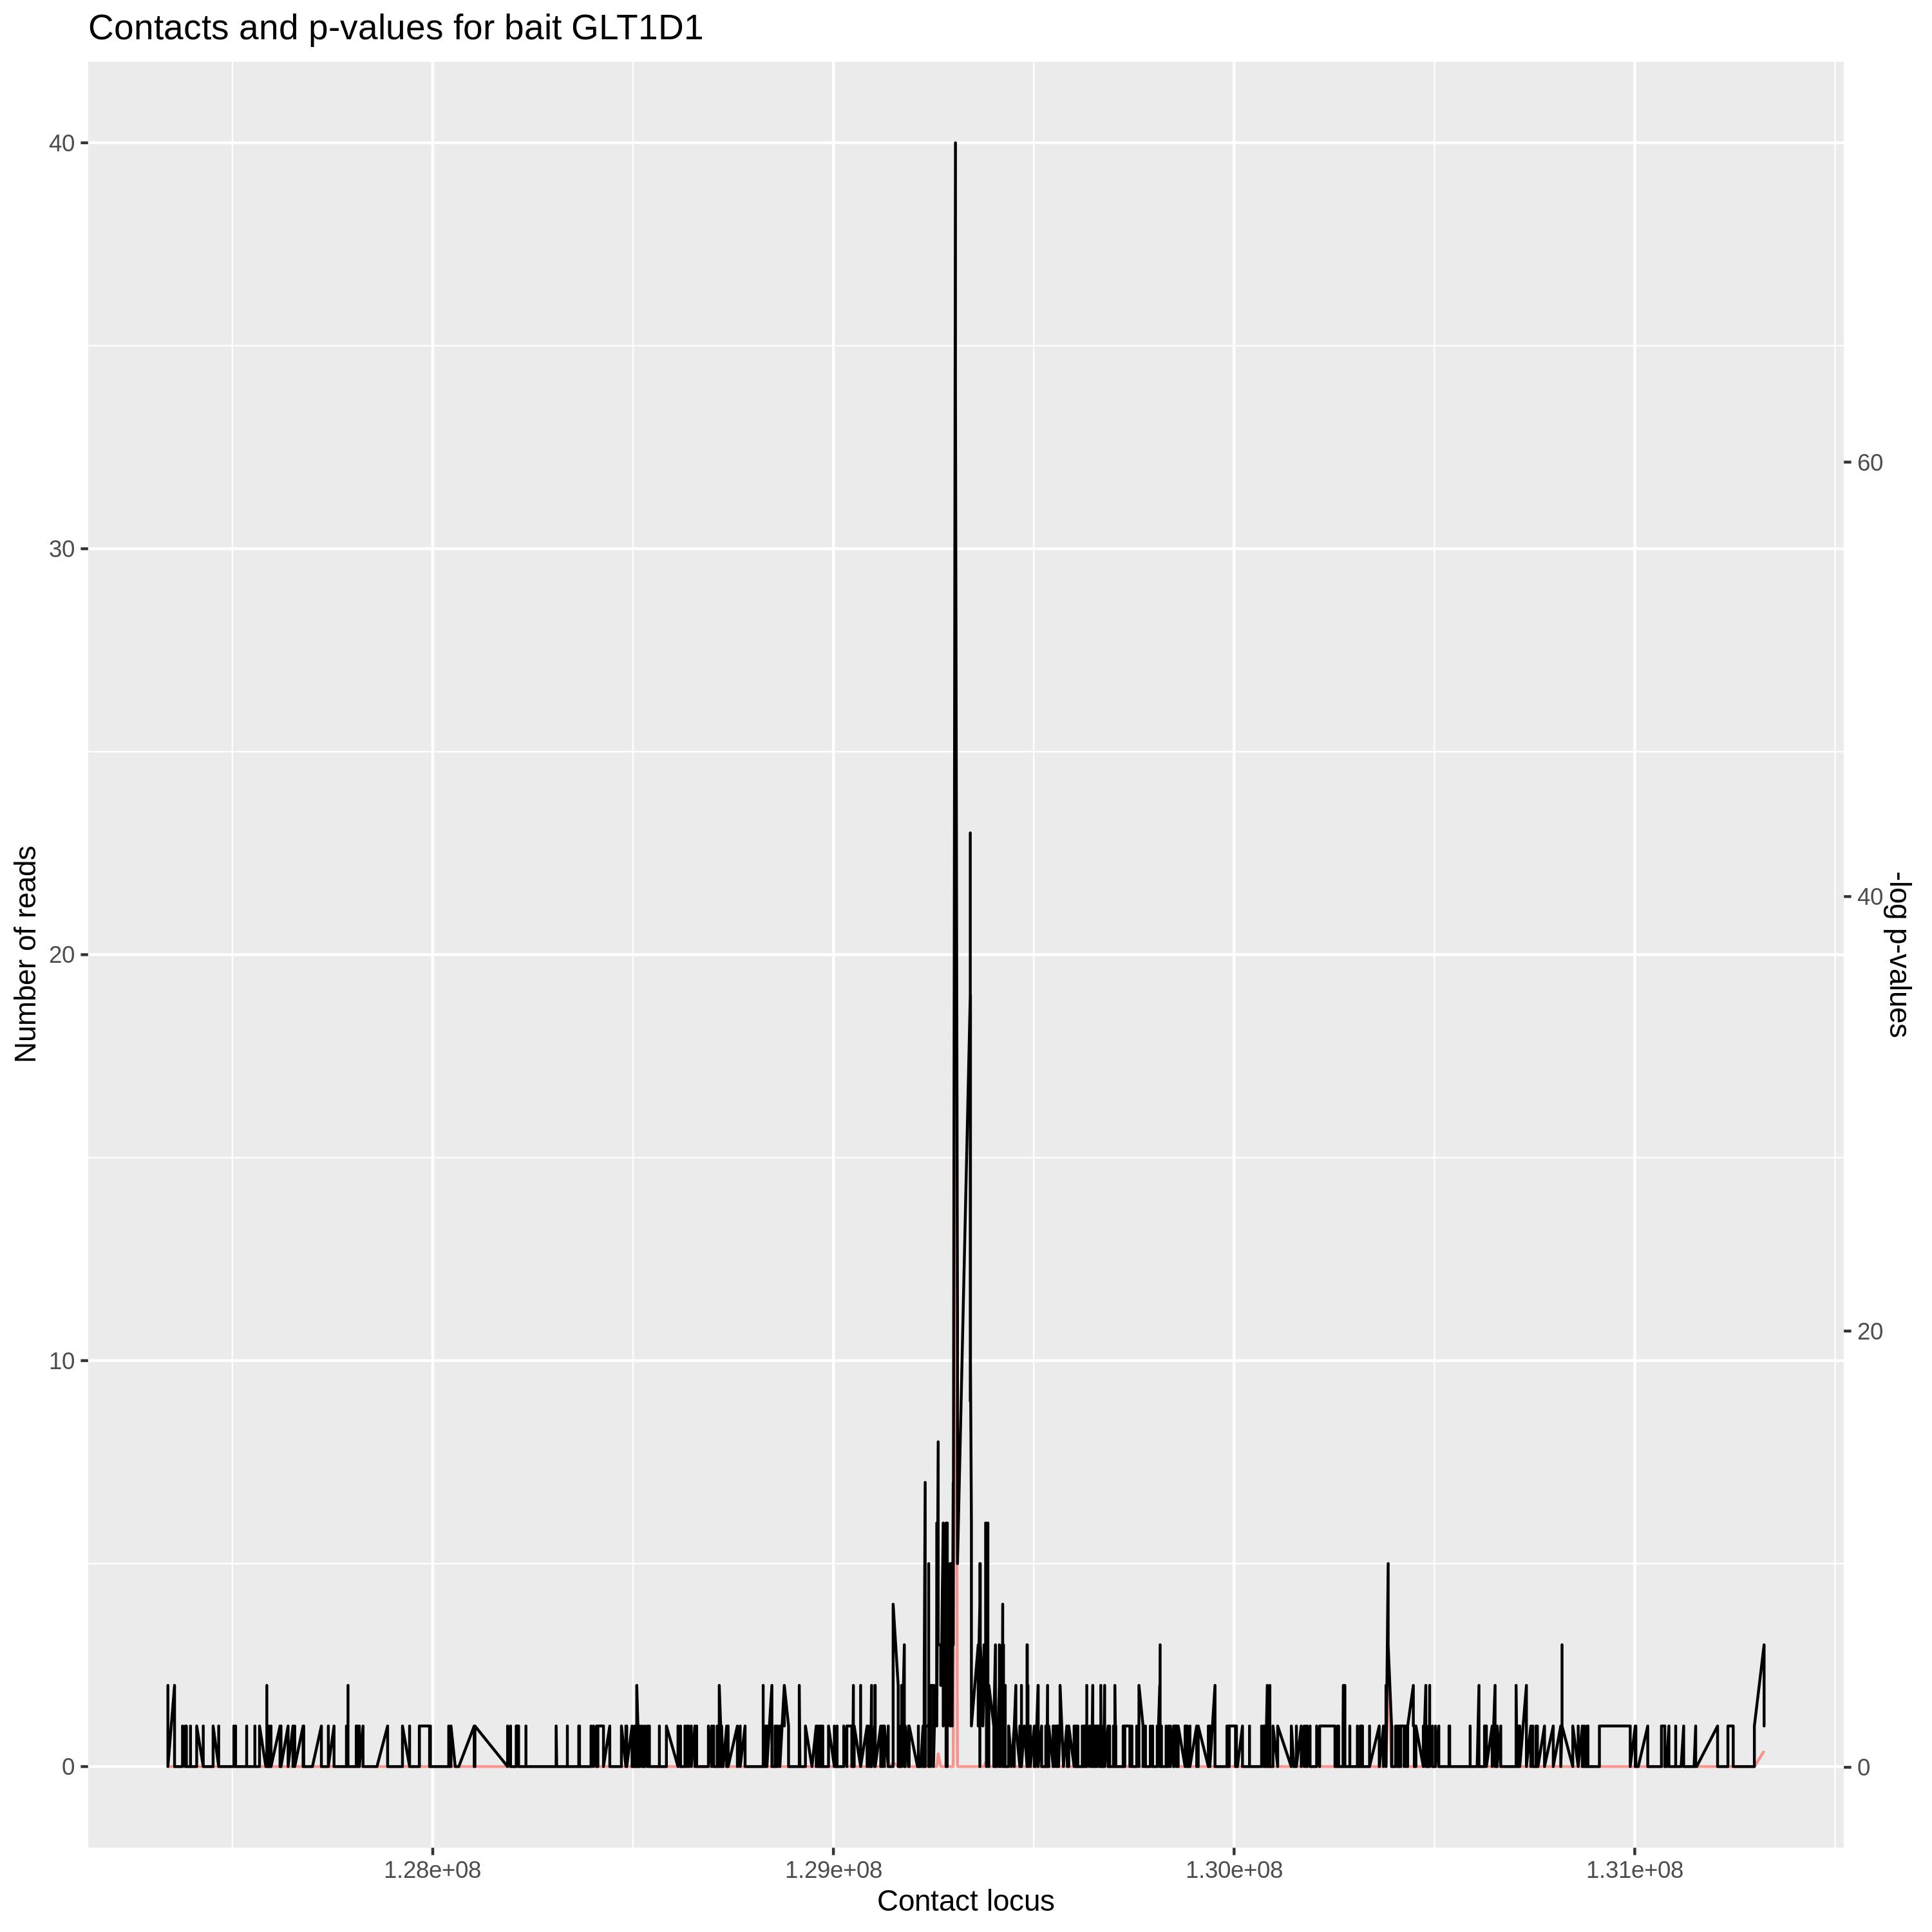 Contacts and p-values for bait GLT1D1
40
30
20
10
0
Number of reads
60
40
20
0
-log p-values
1.28e+08
1.29e+08
1.30e+08
1.31e+08
Contact locus